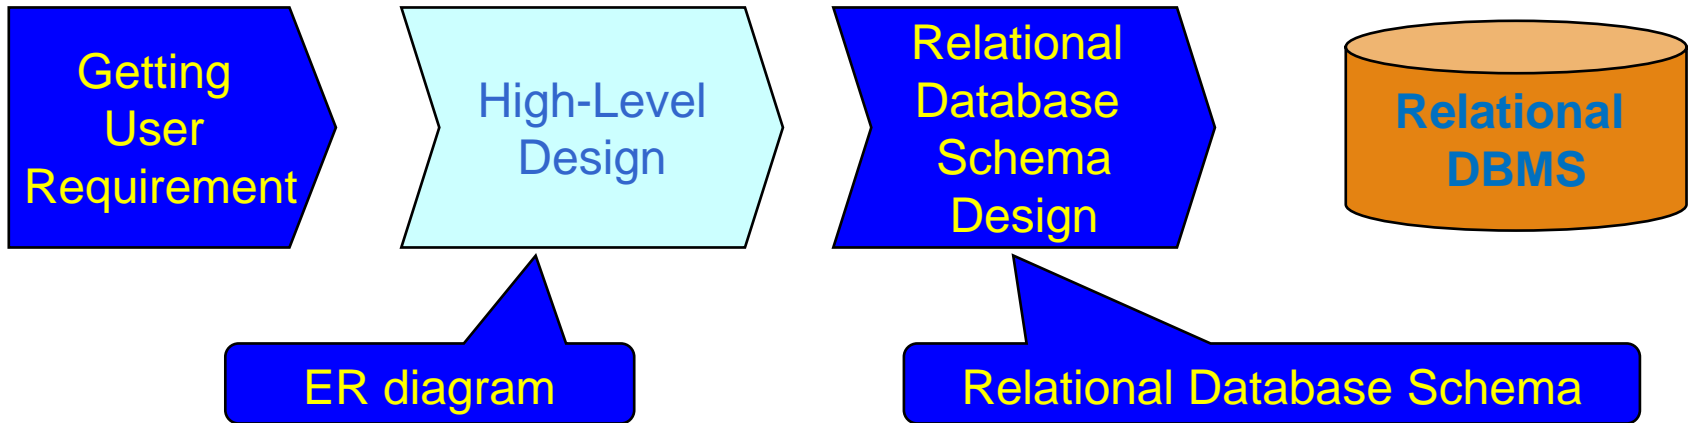 Getting
User
Requirement
High-Level
Design
Relational
Database
Schema
Design
Relational
DBMS
ER diagram
Relational Database Schema